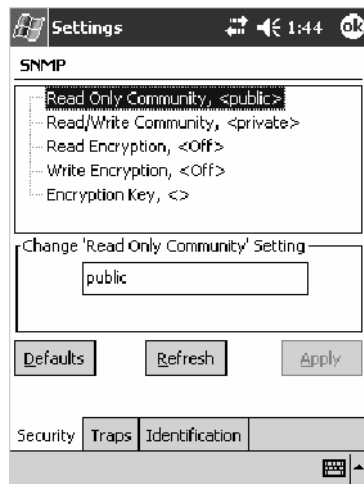 Settings 1:44 ok
SNMP
Read Only Community, <public>
Read/Write Community, <private>
Read Encryption, <Off>
Write Encryption, <Off>
Encryption Key, <>
Change 'Read Only Community' Setting
public
Defaults Refresh Apply
Security Traps Identification